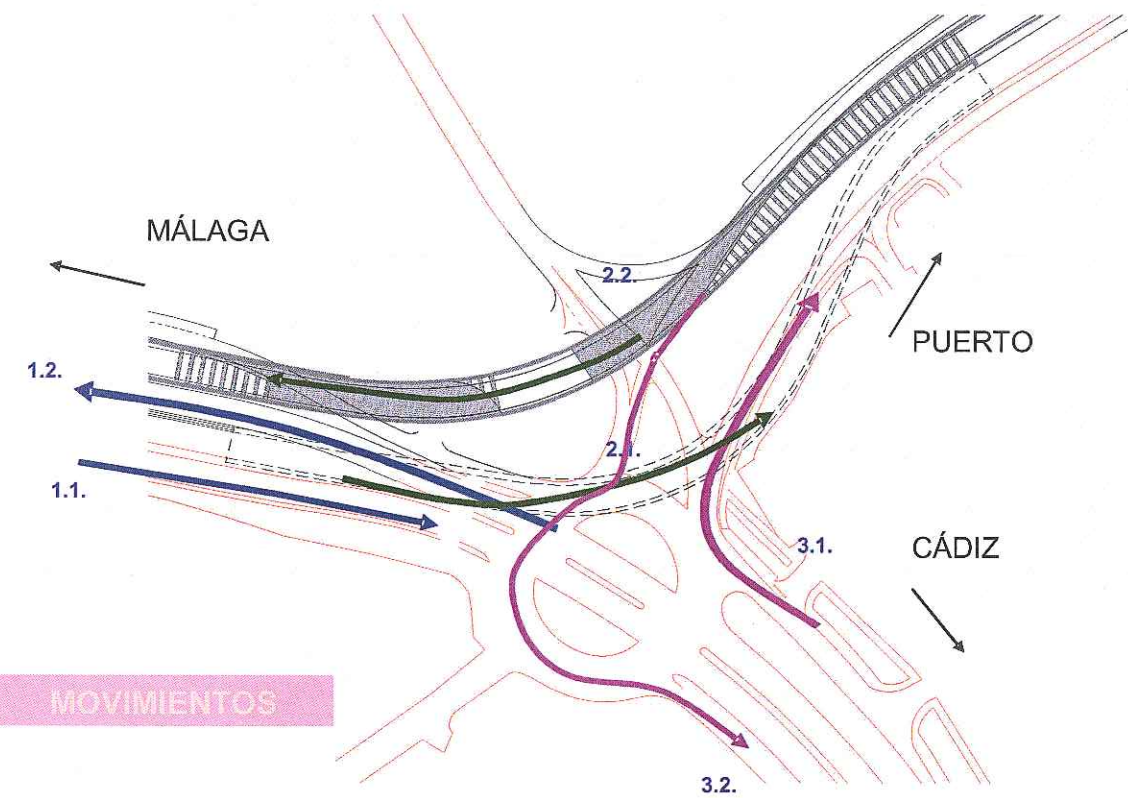 MÁLAGA
2.2.
PUERTO
1.2.
2.1.
1.1.
3.1.
CÁDIZ
MOVIMIENTOS
3.2.